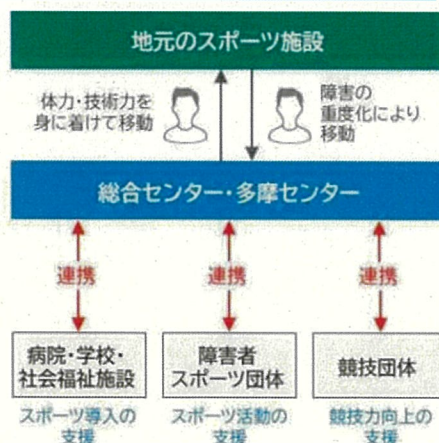 地元のスポーツ施設
体力・技術力を
身に着けて移動
障害の
重度化により
移動
総合センター・多摩センター
連携
連携
連携
病院・学校・
社会福祉施設
障害者
スポーツ団体
競技団体
スポーツ導入の
支援
スポーツ活動の
支援
競技力向上の
支援